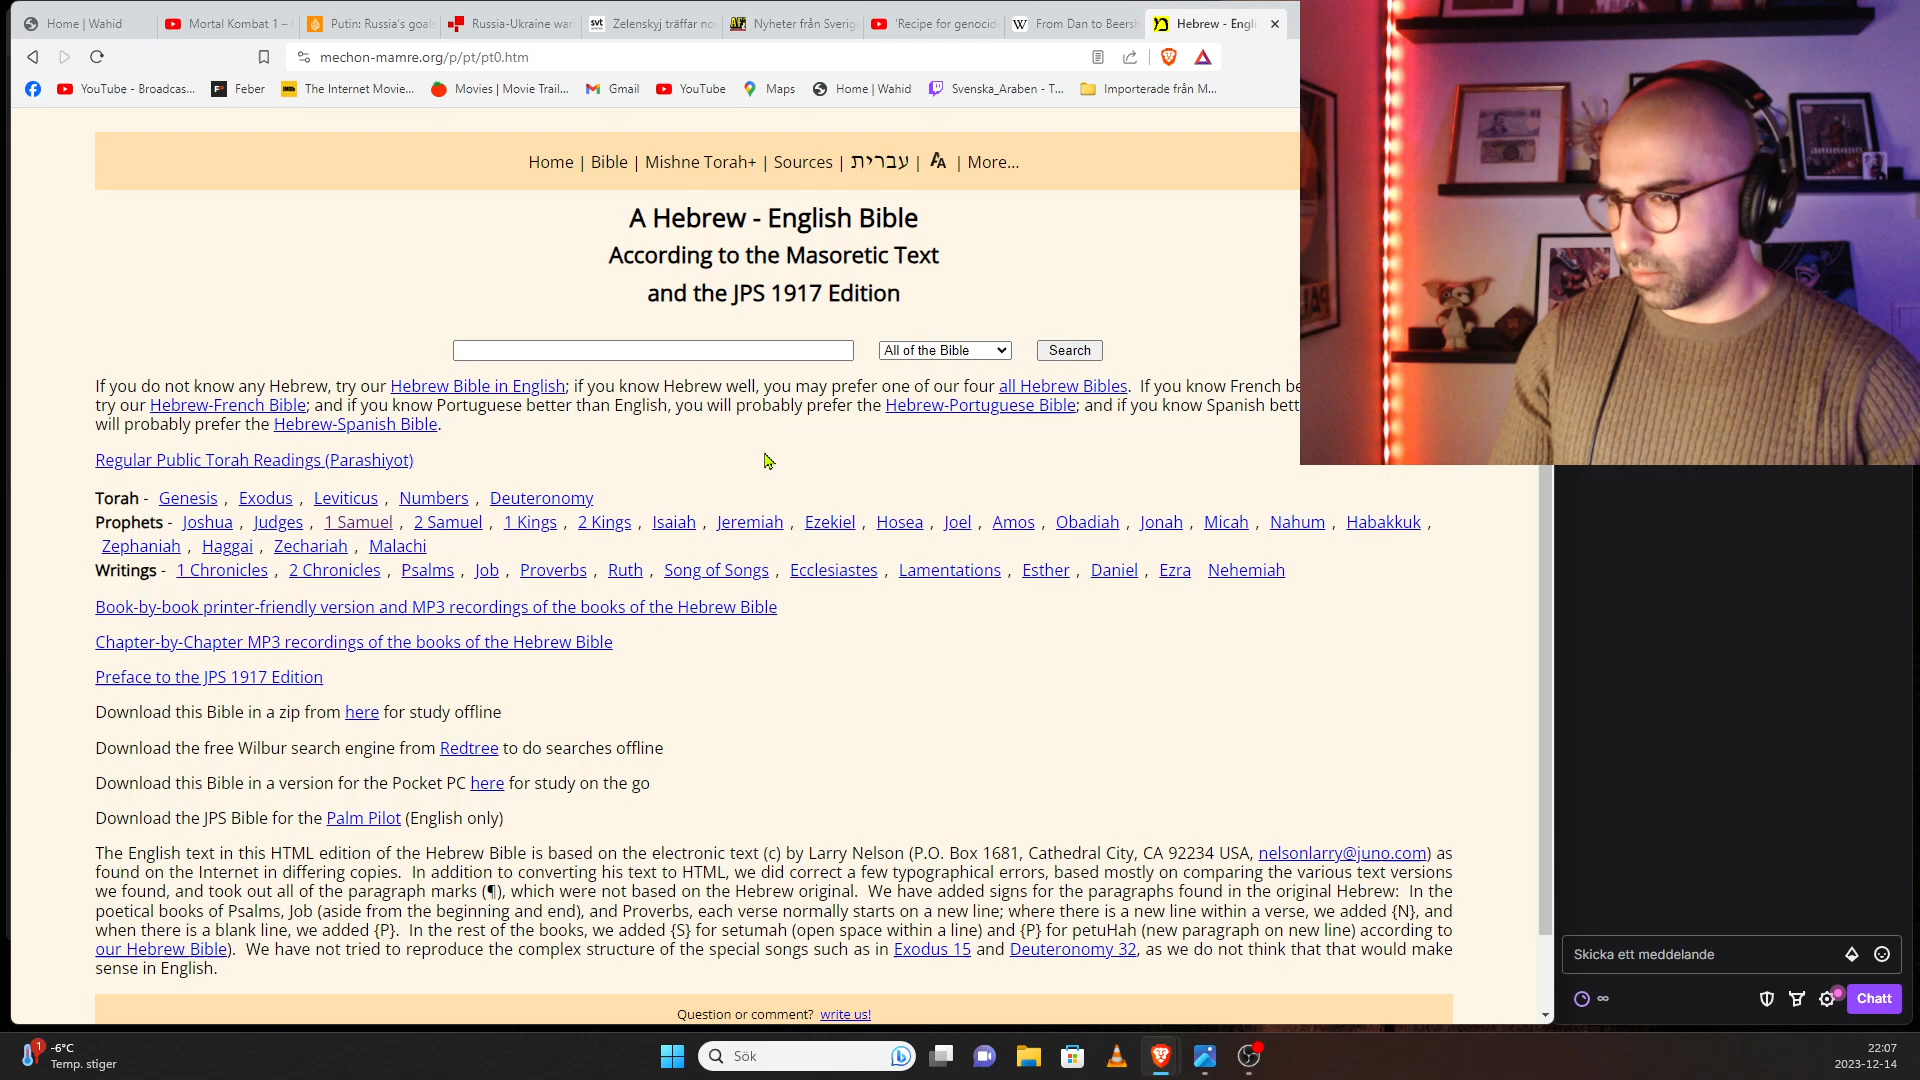 Home | Wahid
Mortal Kombat 1 –
Putin: Russia's goals
Russia-Ukraine war
Zelenskyj träffar no
Nyheter från Sverig
'Recipe for genocid
From Dan to Beersh
Hebrew - Engli
mechon-mamre.org/p/pt/pt0.htm
YouTube - Broadcas...
Feber
The Internet Movie...
Movies | Movie Trail...
Gmail
YouTube
Maps
Home | Wahid
Svenska_Araben - T...
Importerade från M...
Home | Bible | Mishne Torah+ | Sources | עברית | AA | More...
A Hebrew - English Bible
According to the Masoretic Text
and the JPS 1917 Edition
All of the Bible
Search
If you do not know any Hebrew, try our Hebrew Bible in English; if you know Hebrew well, you may prefer one of our four all Hebrew Bibles. If you know French be
try our Hebrew-French Bible; and if you know Portuguese better than English, you will probably prefer the Hebrew-Portuguese Bible; and if you know Spanish bett
will probably prefer the Hebrew-Spanish Bible.
Regular Public Torah Readings (Parashiyot)
Torah - Genesis , Exodus , Leviticus , Numbers , Deuteronomy
Prophets - Joshua , Judges , 1 Samuel , 2 Samuel , 1 Kings , 2 Kings , Isaiah , Jeremiah , Ezekiel , Hosea , Joel , Amos , Obadiah , Jonah , Micah , Nahum , Habakkuk ,
Zephaniah , Haggai , Zechariah , Malachi
Writings - 1 Chronicles , 2 Chronicles , Psalms , Job , Proverbs , Ruth , Song of Songs , Ecclesiastes , Lamentations , Esther , Daniel , Ezra Nehemiah
Book-by-book printer-friendly version and MP3 recordings of the books of the Hebrew Bible
Chapter-by-Chapter MP3 recordings of the books of the Hebrew Bible
Preface to the JPS 1917 Edition
Download this Bible in a zip from here for study offline
Download the free Wilbur search engine from Redtree to do searches offline
Download this Bible in a version for the Pocket PC here for study on the go
Download the JPS Bible for the Palm Pilot (English only)
The English text in this HTML edition of the Hebrew Bible is based on the electronic text (c) by Larry Nelson (P.O. Box 1681, Cathedral City, CA 92234 USA, nelsonlarry@juno.com) as
found on the Internet in differing copies. In addition to converting his text to HTML, we did correct a few typographical errors, based mostly on comparing the various text versions
we found, and took out all of the paragraph marks (¶), which were not based on the Hebrew original. We have added signs for the paragraphs found in the original Hebrew: In the
poetical books of Psalms, Job (aside from the beginning and end), and Proverbs, each verse normally starts on a new line; where there is a new line within a verse, we added {N}, and
when there is a blank line, we added {P}. In the rest of the books, we added {S} for setumah (open space within a line) and {P} for petuHah (new paragraph on new line) according to
our Hebrew Bible). We have not tried to reproduce the complex structure of the special songs such as in Exodus 15 and Deuteronomy 32, as we do not think that that would make
sense in English.
Question or comment? write us!
Skicka ett meddelande
∞
Chatt
1
-6°C
Temp. stiger
Sök
22:07
2023-12-14